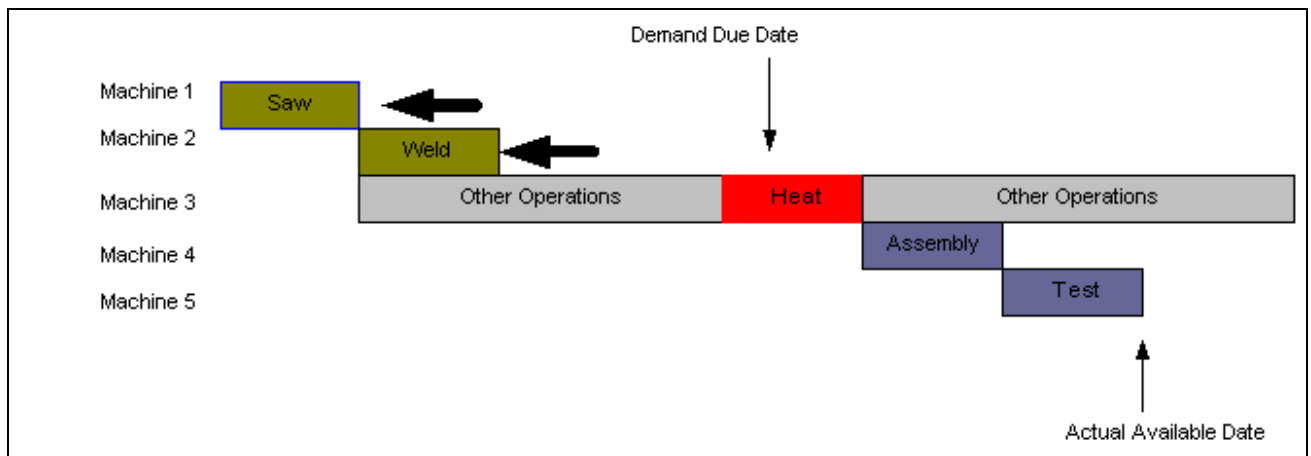 Demand Due Date
Machine 1
Saw
Machine 2
Weld
Machine 3
Other Operations
Heat
Other Operations
Machine 4
Assembly
Machine 5
Test
Actual Available Date